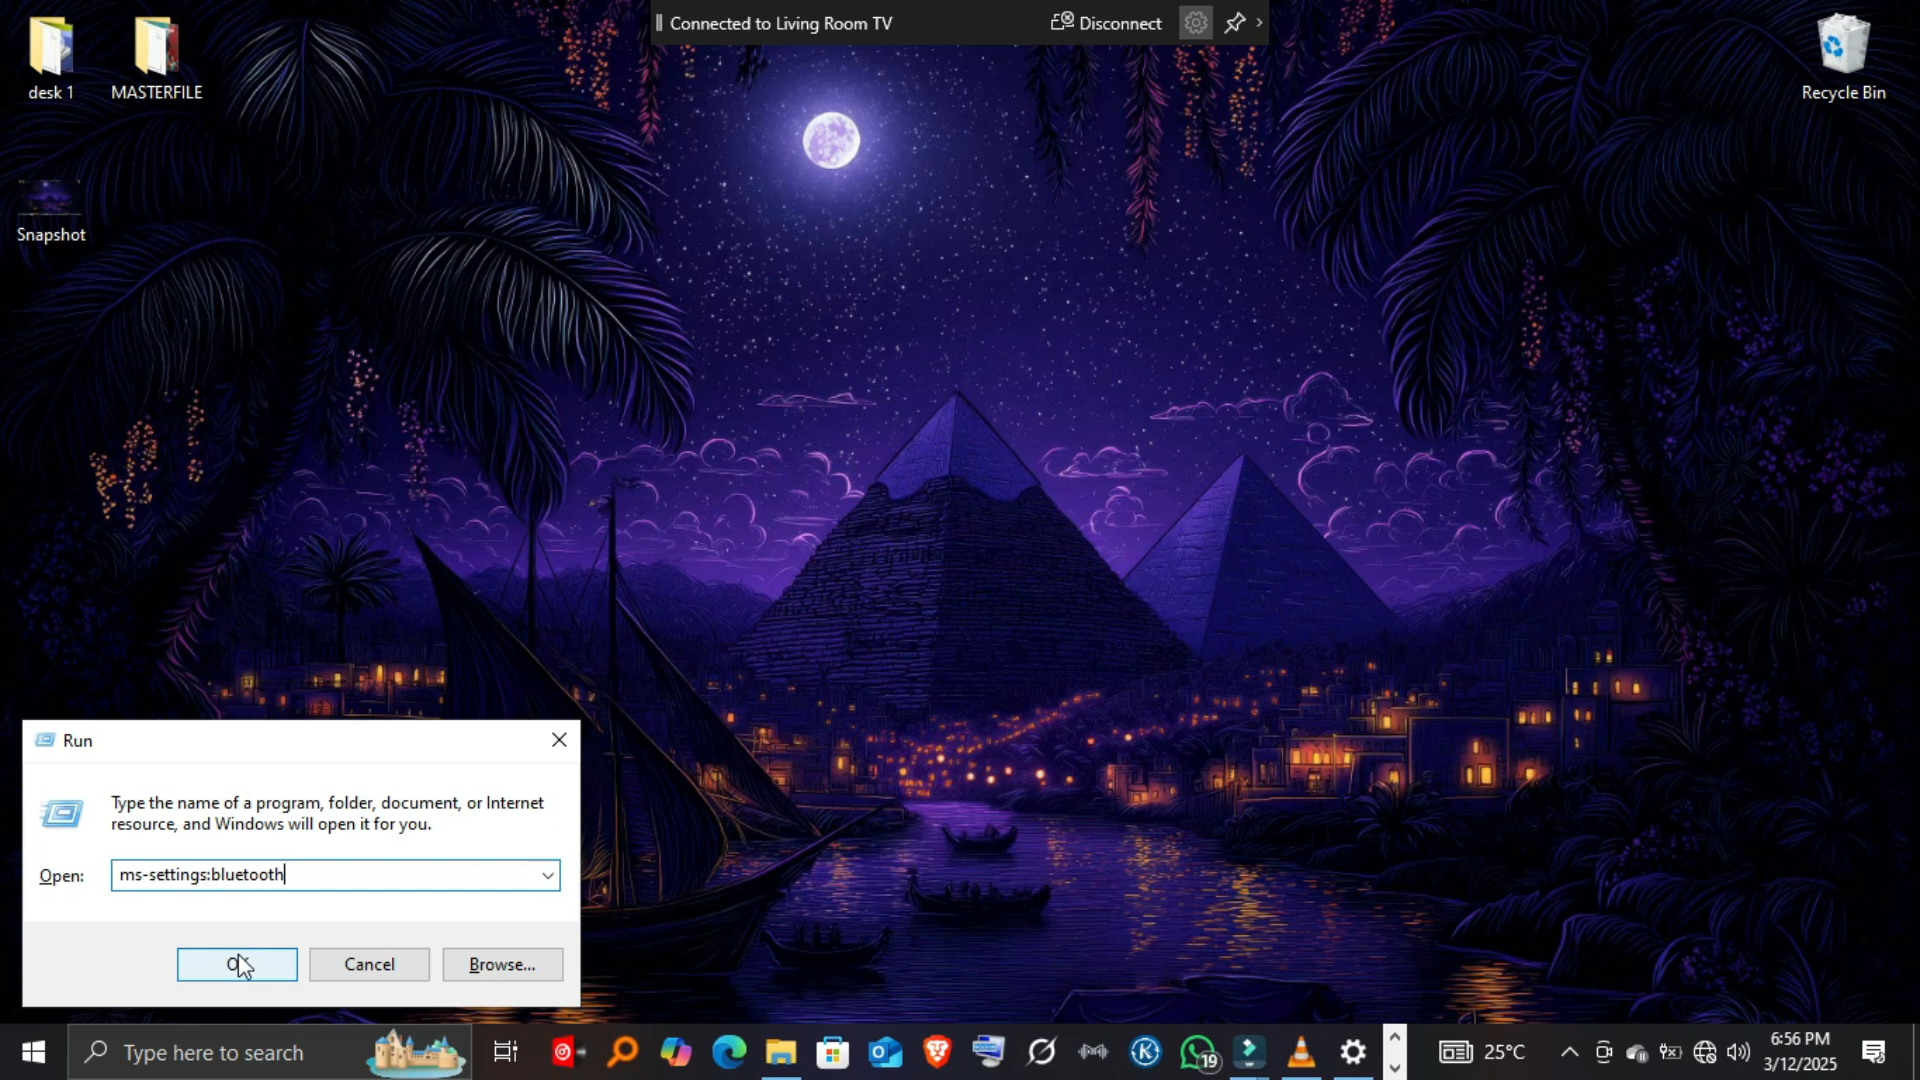 Connected to Living Room TV
Disconnect
desk 1
MASTERFILE
Recycle Bin
Snapshot
Run
Type the name of a program, folder, document, or Internet
resource, and Windows will open it for you.
Open:
ms-settings:bluetooth
Cancel
Browse...
Type here to search
19
25°C
6:56 PM
3/12/2025